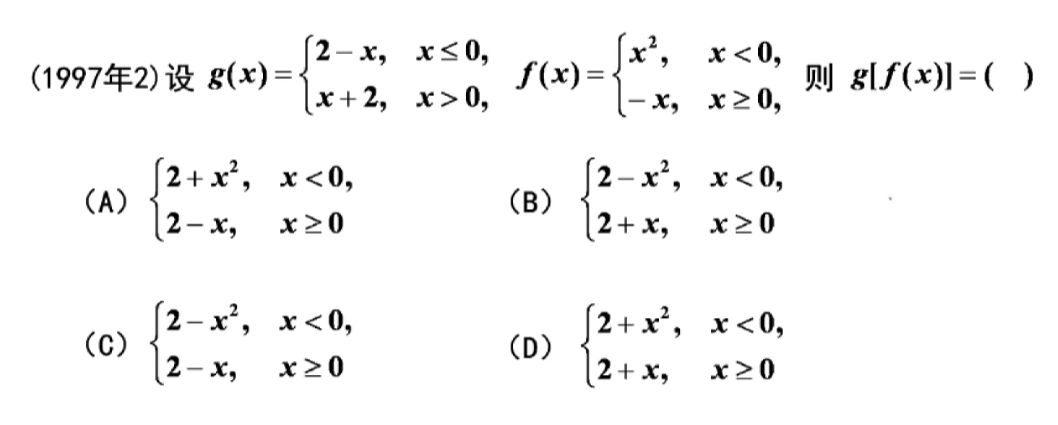 (1997年2) 设 g(x) = { 2 − x, x ≤ 0, x + 2, x > 0, f(x) = { x², x < 0, − x, x ≥ 0, 则 g[f(x)] = ( )
(A) { 2 + x², x < 0, 2 − x, x ≥ 0 (B) { 2 − x², x < 0, 2 + x, x ≥ 0
(C) { 2 − x², x < 0, 2 − x, x ≥ 0 (D) { 2 + x², x < 0, 2 + x, x ≥ 0